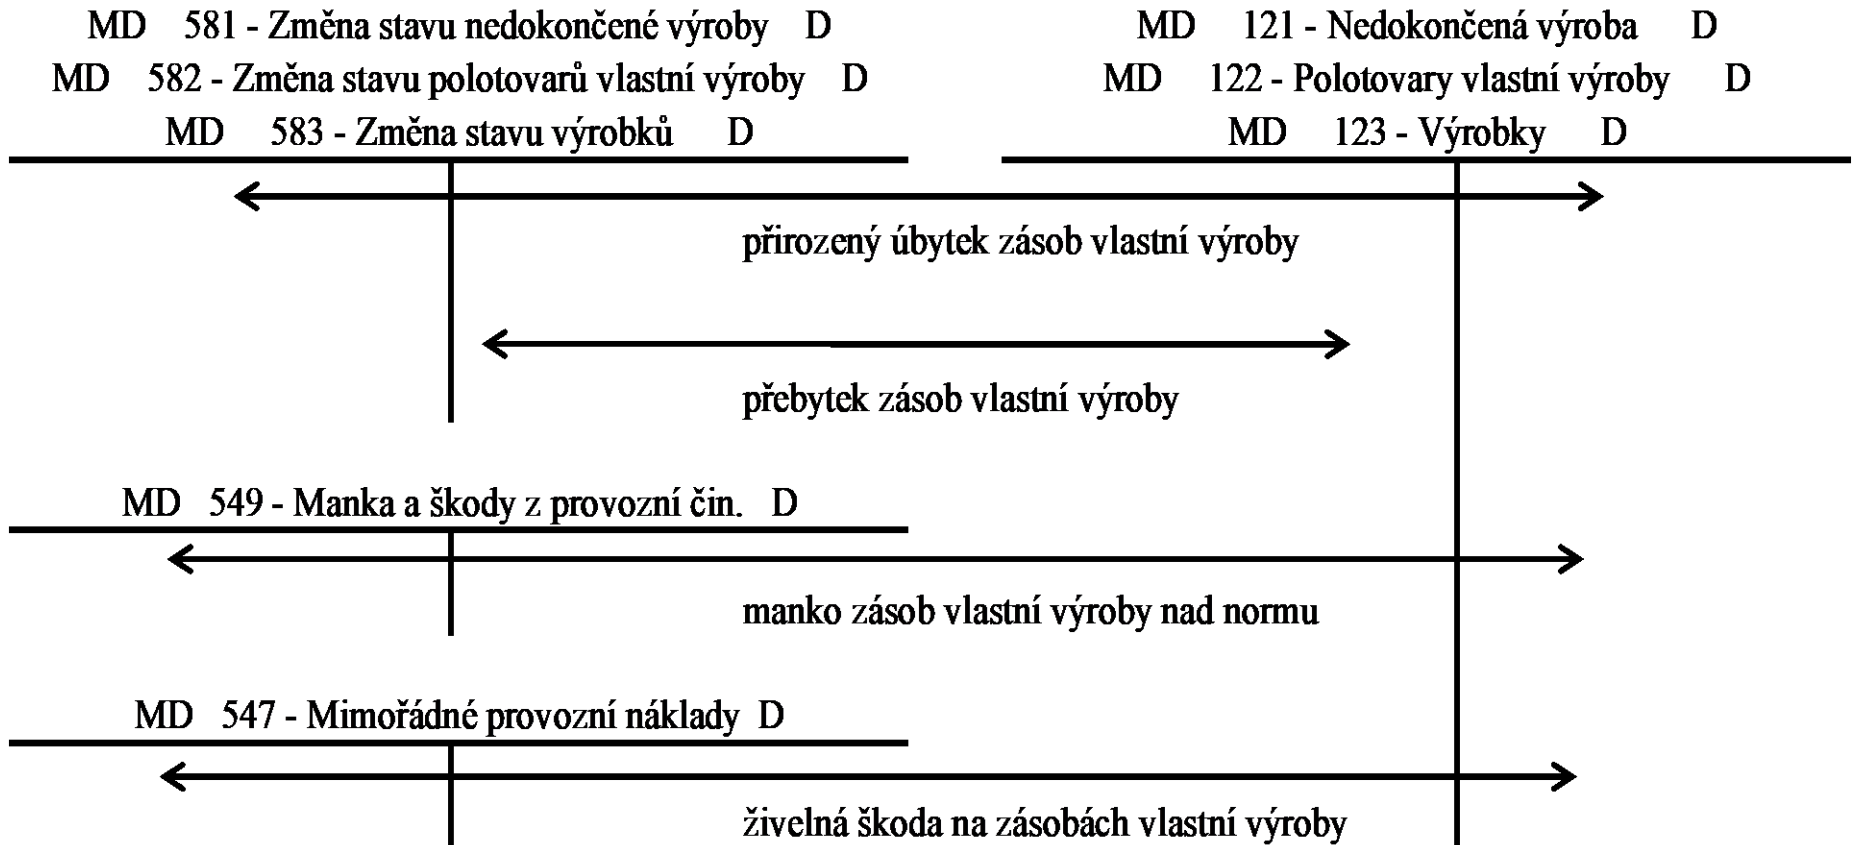 MD 581 - Změna stavu nedokončené výroby D
MD 582 - Změna stavu polotovarů vlastní výroby D
MD 583 - Změna stavu výrobků D
MD 121 - Nedokončená výroba D
MD 122 - Polotovary vlastní výroby D
MD 123 - Výrobky D
přirozený úbytek zásob vlastní výroby
přebytek zásob vlastní výroby
MD 549 - Manka a škody z provozní čin. D
manko zásob vlastní výroby nad normu
MD 547 - Mimořádné provozní náklady D
živelná škoda na zásobách vlastní výroby